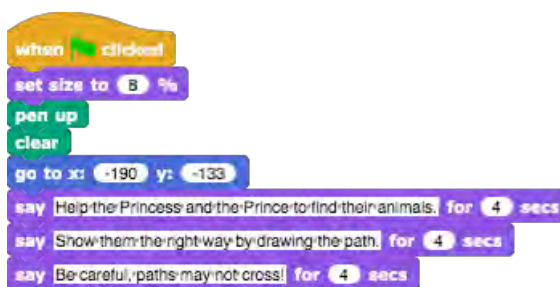 when clicked
set size to 8 %
pen up
clear
go to x: -190 y: -133
say Help the Princess and the Prince to find their animals. for 4 secs
say Show them the right way by drawing the path. for 4 secs
say Be careful, paths may not cross! for 4 secs